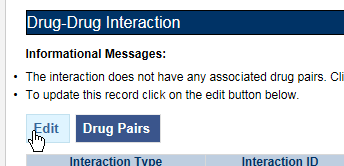 Drug-Drug Interaction
Informational Messages:
• The interaction does not have any associated drug pairs. Cli
• To update this record click on the edit button below.
Edit Drug Pairs
Interaction Type Interaction ID